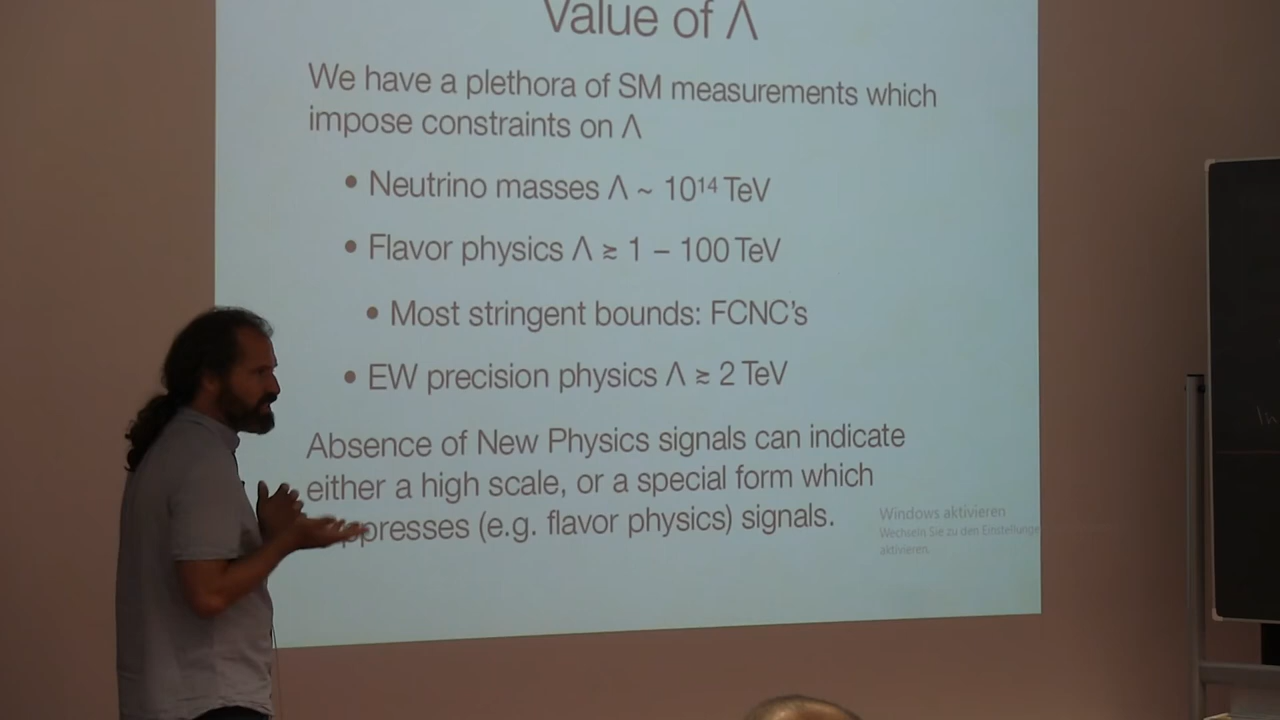 Value of Λ
We have a plethora of SM measurements which
impose constraints on Λ
• Neutrino masses Λ ~ 10¹⁴ TeV
• Flavor physics Λ ≳ 1 – 100 TeV
• Most stringent bounds: FCNC's
• EW precision physics Λ ≳ 2 TeV
Absence of New Physics signals can indicate
either a high scale, or a special form which
(e.g. flavor physics) signals.
Windows aktivieren
Wechseln Sie zu den Einstellunge
aktivieren.